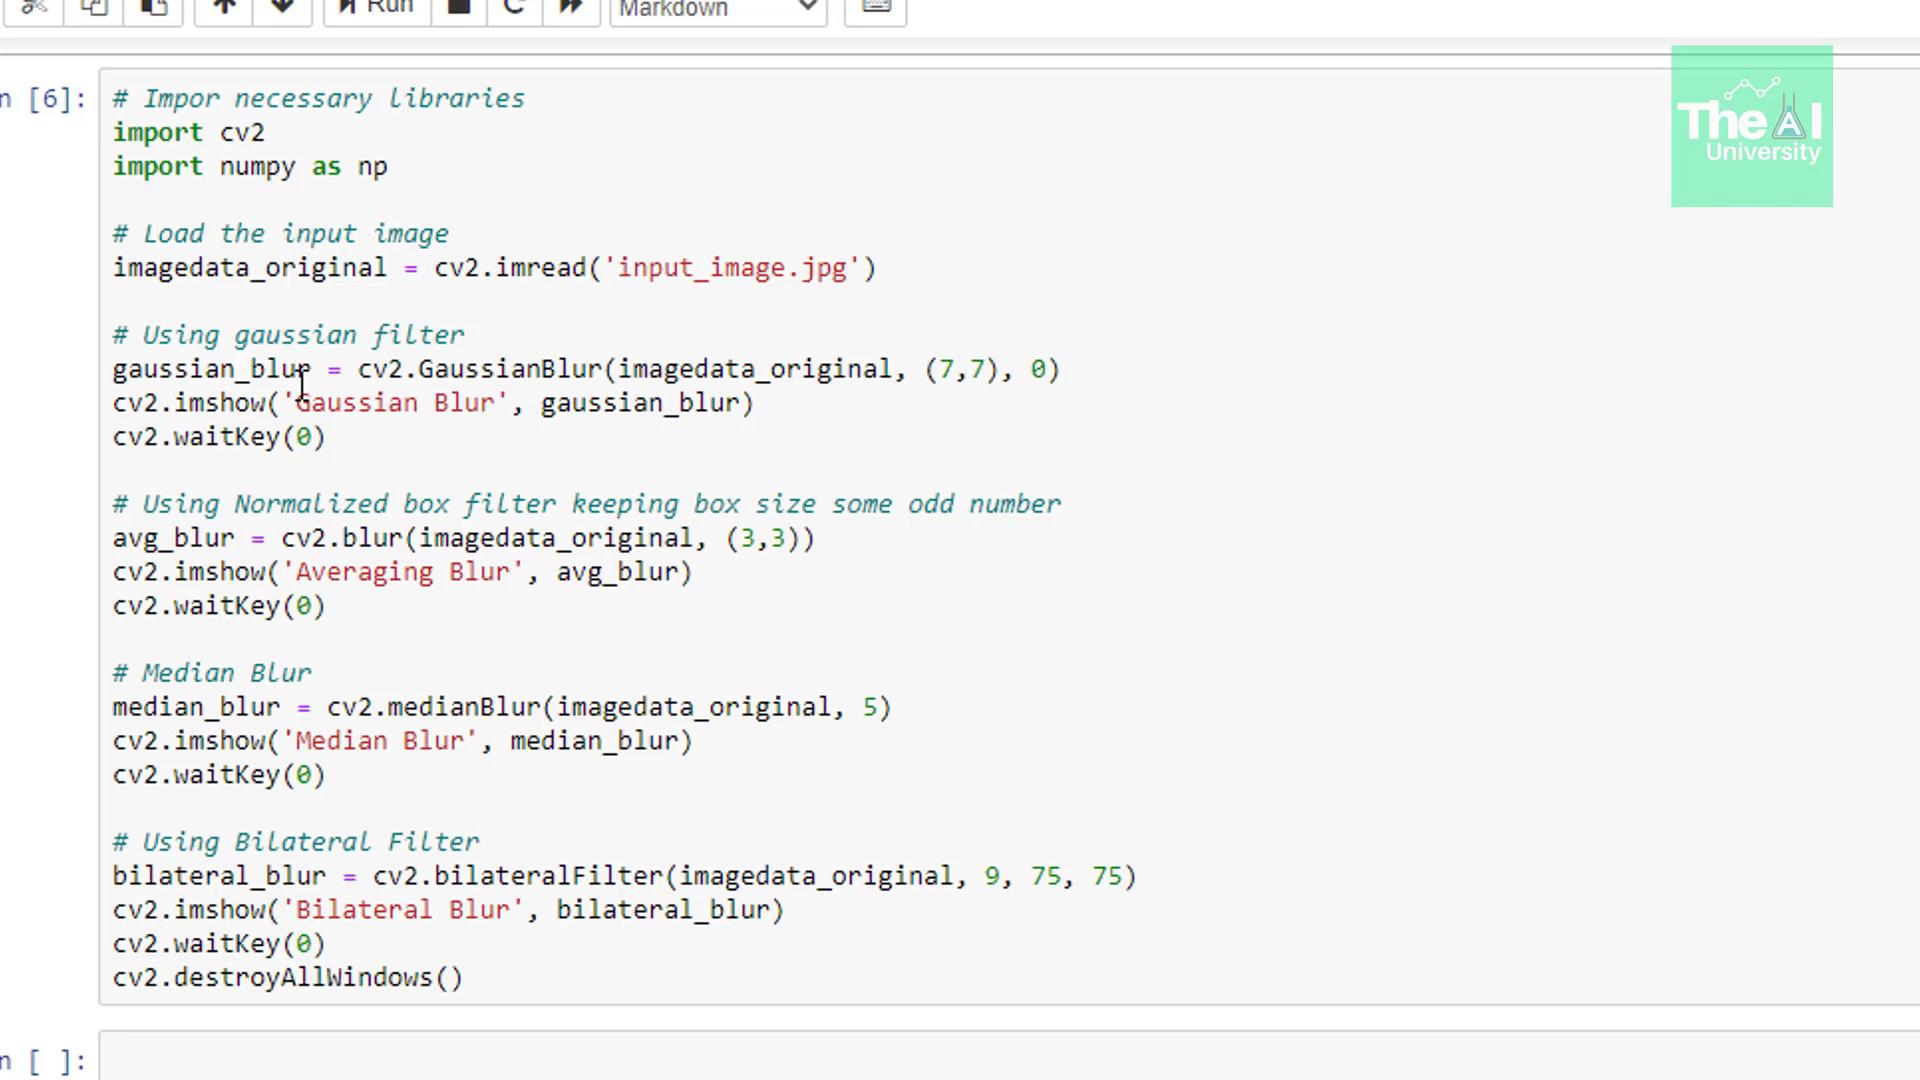 Run
Markdown
The AI
University
n [6]:
# Impor necessary libraries
import cv2
import numpy as np
# Load the input image
imagedata_original = cv2.imread('input_image.jpg')
# Using gaussian filter
gaussian_blur = cv2.GaussianBlur(imagedata_original, (7,7), 0)
cv2.imshow('Gaussian Blur', gaussian_blur)
cv2.waitKey(0)
# Using Normalized box filter keeping box size some odd number
avg_blur = cv2.blur(imagedata_original, (3,3))
cv2.imshow('Averaging Blur', avg_blur)
cv2.waitKey(0)
# Median Blur
median_blur = cv2.medianBlur(imagedata_original, 5)
cv2.imshow('Median Blur', median_blur)
cv2.waitKey(0)
# Using Bilateral Filter
bilateral_blur = cv2.bilateralFilter(imagedata_original, 9, 75, 75)
cv2.imshow('Bilateral Blur', bilateral_blur)
cv2.waitKey(0)
cv2.destroyAllWindows()
n [ ]: